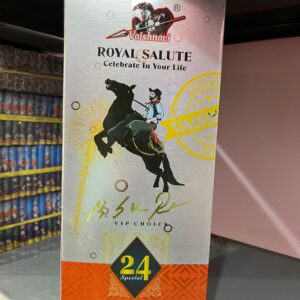 Vaishnavi
®
ROYAL SALUTE
Celebrate In Your Life
VIP CHOICE
24
Special